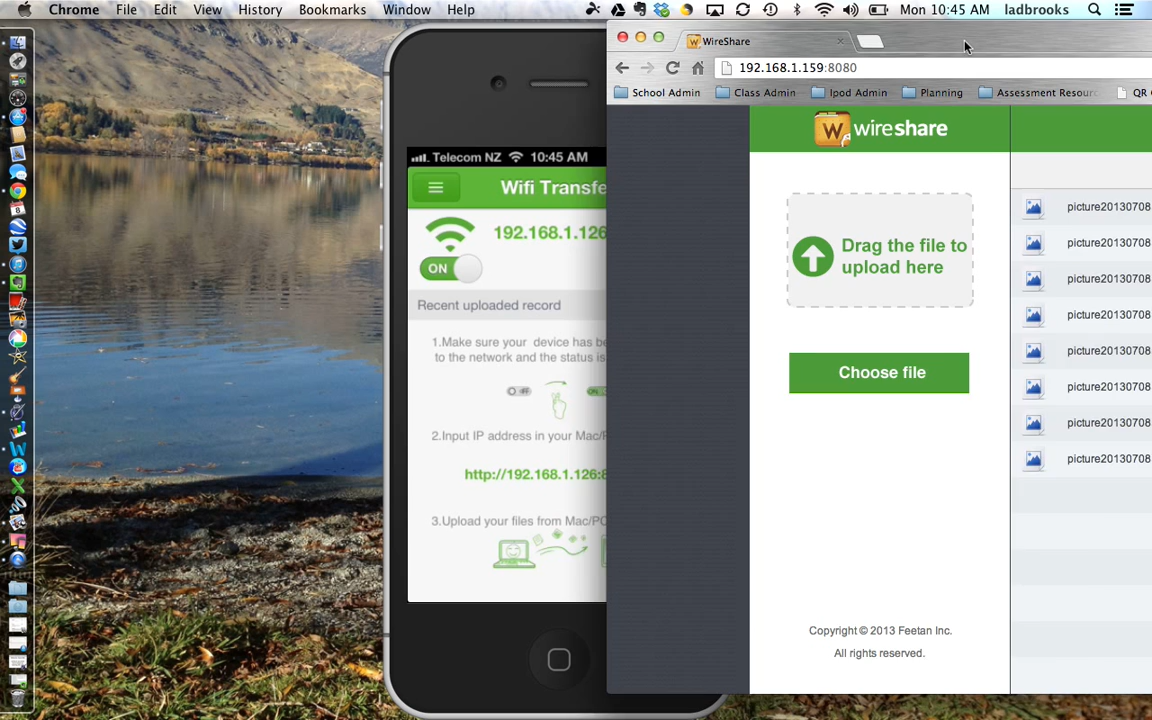 Chrome File Edit View History Bookmarks Window Help Mon 10:45 AM ladbrooks
Telecom NZ 10:45 AM
Wifi Transfe
192.168.1.126
ON
Recent uploaded record
1.Make sure your device has be
to the network and the status is
OFF
2.Input IP address in your Mac/P
http://192.168.1.126:8
3.Upload your files from Mac/PC
WireShare
192.168.1.159:8080
School Admin Class Admin Ipod Admin Planning Assessment Resour QR
W wireshare
Drag the file to
upload here
Choose file
Copyright © 2013 Feetan Inc.
All rights reserved.
picture20130708
picture20130708
picture20130708
picture20130708
picture20130708
picture20130708
picture20130708
picture20130708